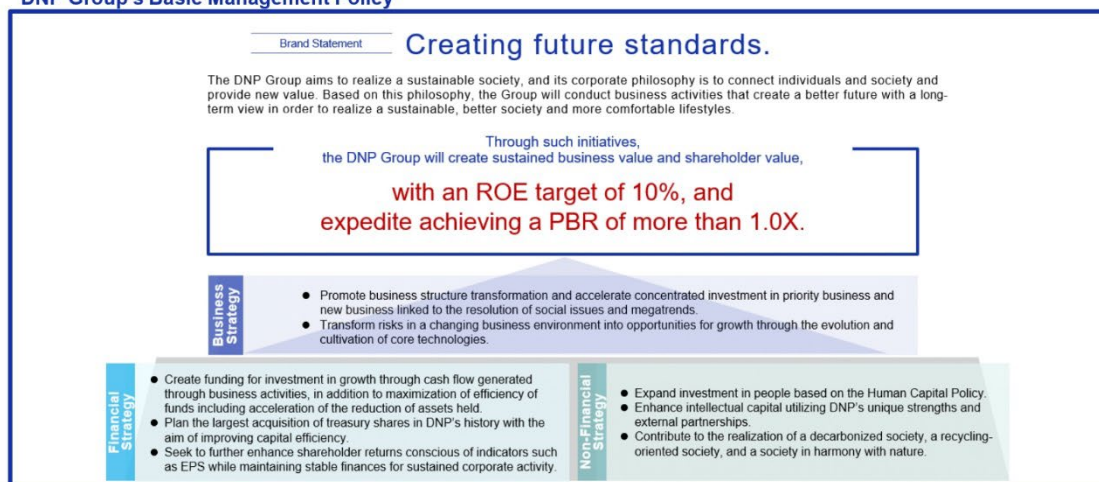 DNP Group's Basic Management Policy
Brand Statement
Creating future standards.
The DNP Group aims to realize a sustainable society, and its corporate philosophy is to connect individuals and society and
provide new value. Based on this philosophy, the Group will conduct business activities that create a better future with a long-
term view in order to realize a sustainable, better society and more comfortable lifestyles.
Through such initiatives,
the DNP Group will create sustained business value and shareholder value,
with an ROE target of 10%, and
expedite achieving a PBR of more than 1.0X.
Business
Strategy
● Promote business structure transformation and accelerate concentrated investment in priority business and
new business linked to the resolution of social issues and megatrends.
● Transform risks in a changing business environment into opportunities for growth through the evolution and
cultivation of core technologies.
Financial
Strategy
● Create funding for investment in growth through cash flow generated
through business activities, in addition to maximization of efficiency of
funds including acceleration of the reduction of assets held.
● Plan the largest acquisition of treasury shares in DNP's history with the
aim of improving capital efficiency.
● Seek to further enhance shareholder returns conscious of indicators such
as EPS while maintaining stable finances for sustained corporate activity.
Non-Financial
Strategy
● Expand investment in people based on the Human Capital Policy.
● Enhance intellectual capital utilizing DNP's unique strengths and
external partnerships.
● Contribute to the realization of a decarbonized society, a recycling-
oriented society, and a society in harmony with nature.